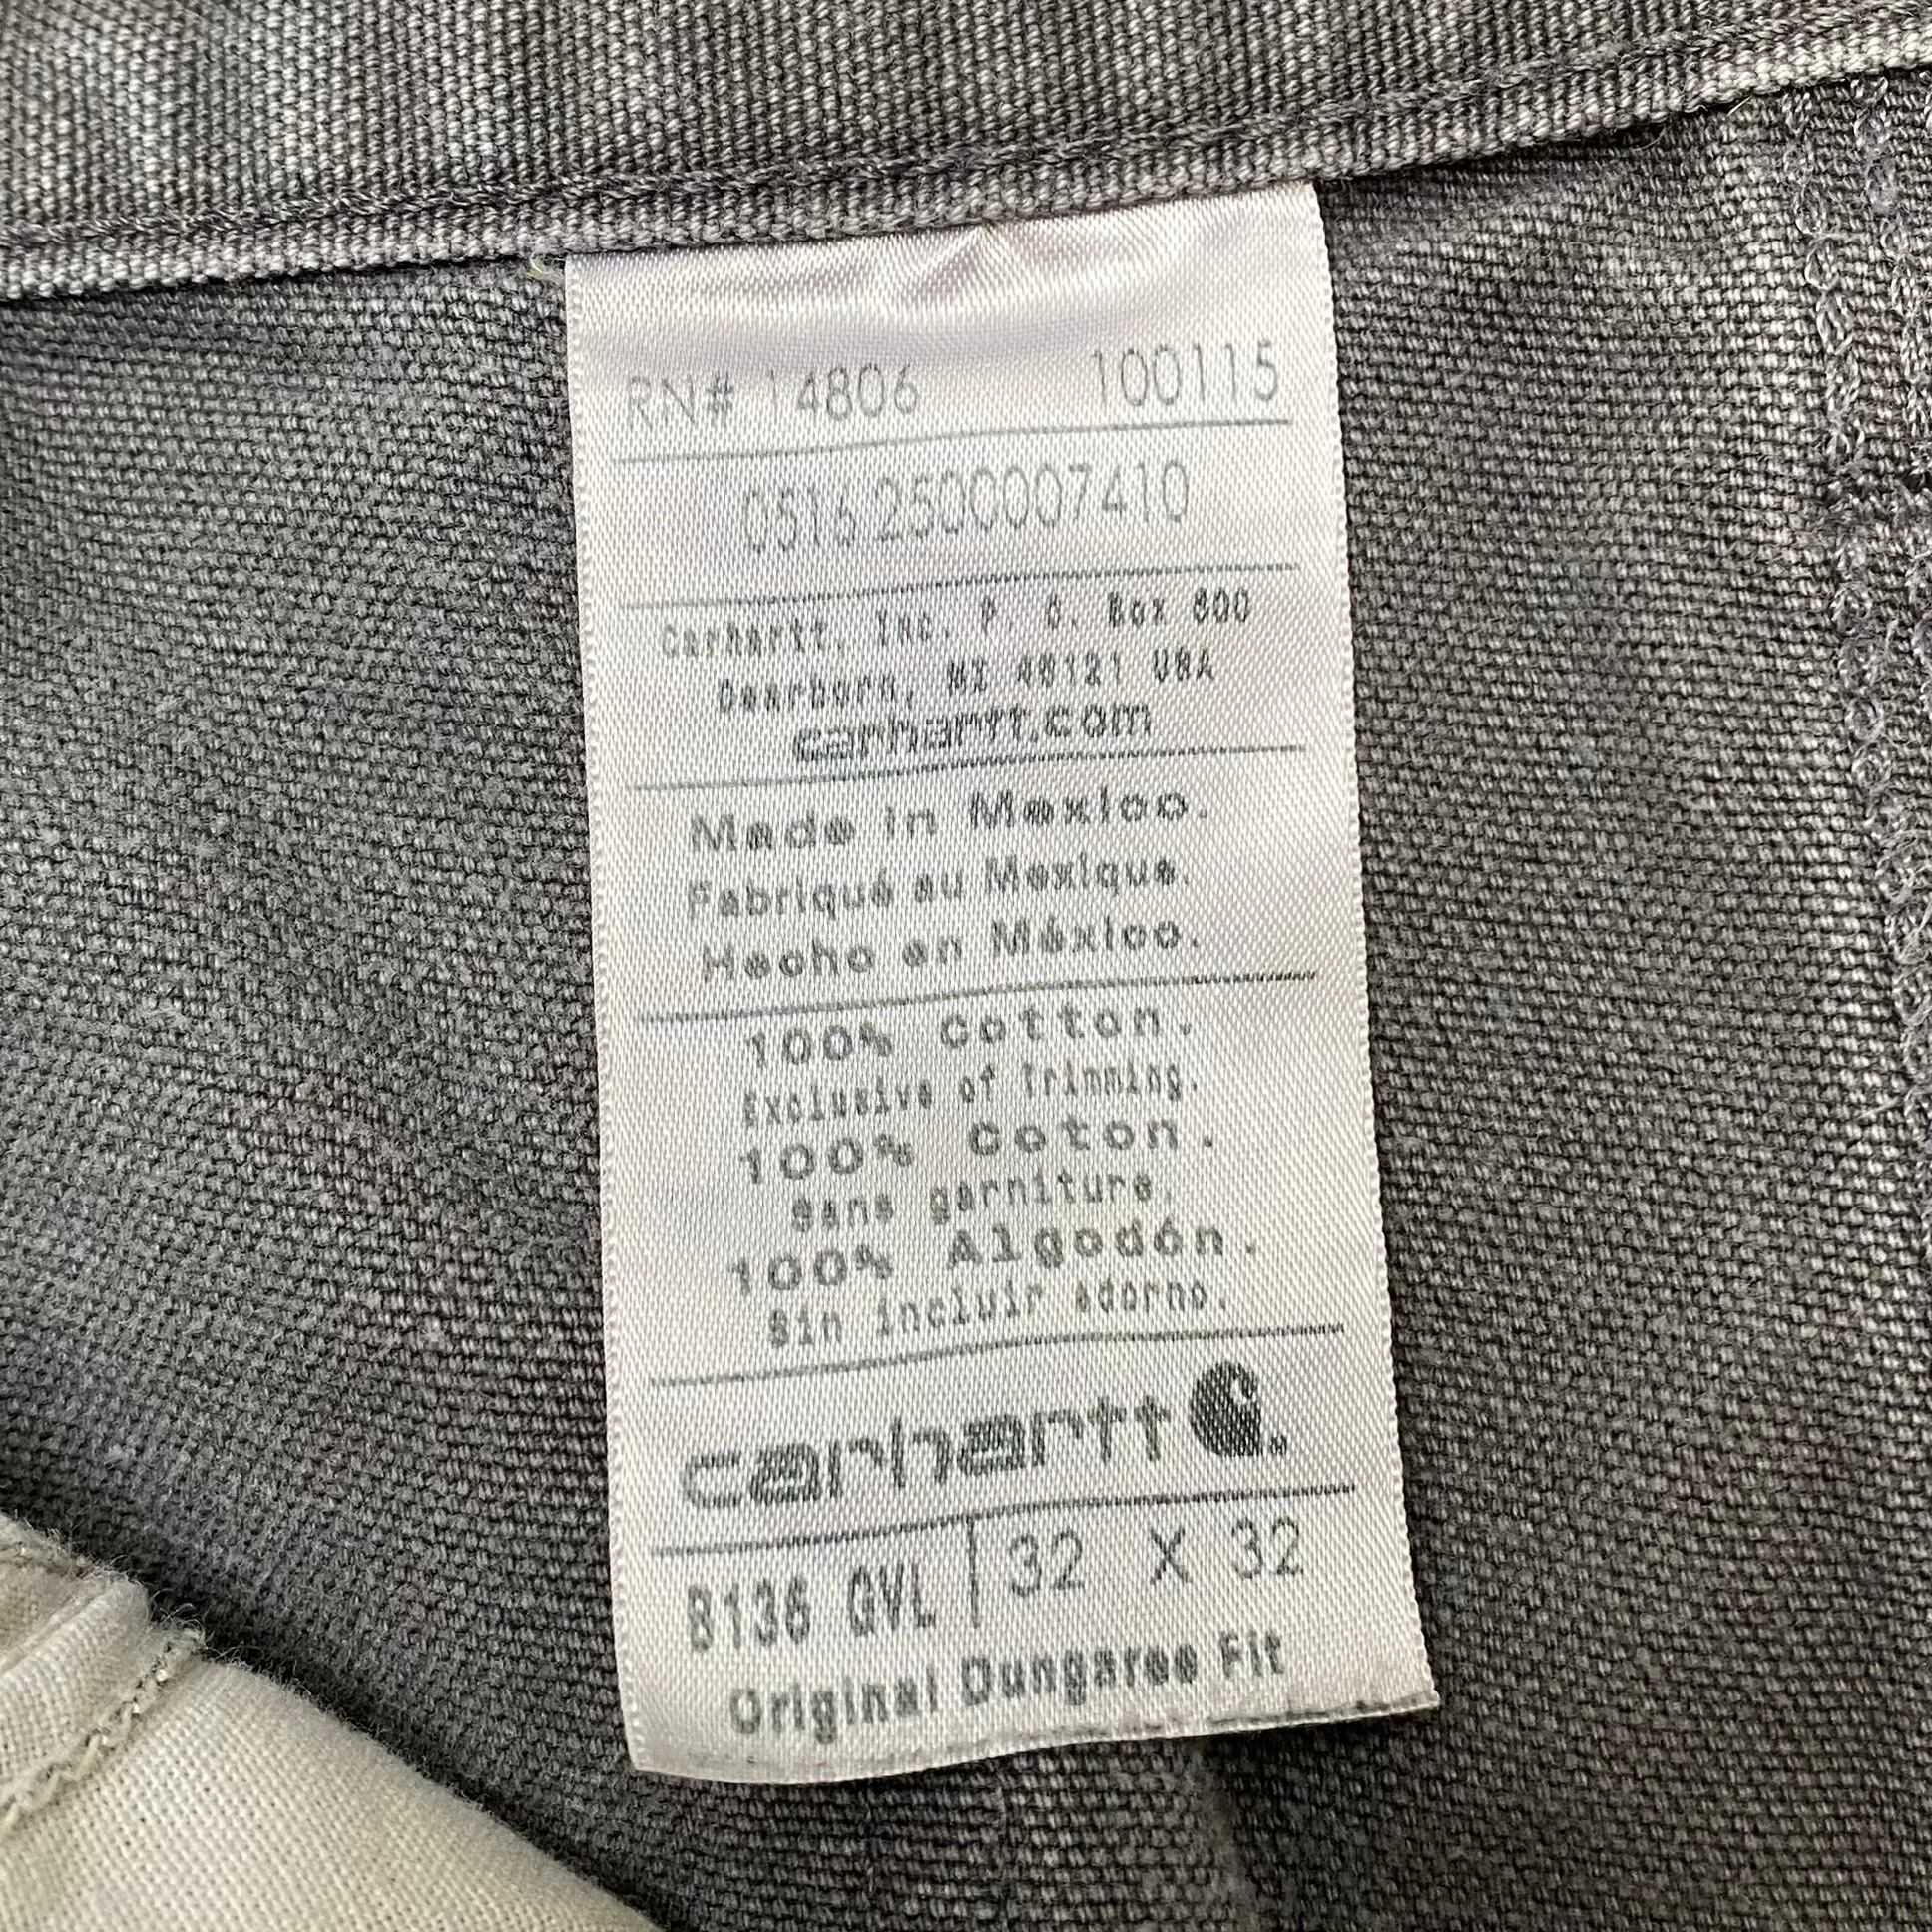 RN# 14806 100115
0516 2500007410
Carhartt, Inc. P. O. Box 600
Dearborn, MI 48121 USA
carhartt.com
Made in Mexico.
Fabriqué au Mexique.
Hecho en México.
100% Cotton.
Exclusive of Trimming.
100% Coton.
Sans garniture.
100% Algodón.
Sin incluir adorno.
carhartt
B136 GVL 32 X 32
Original Dungaree Fit